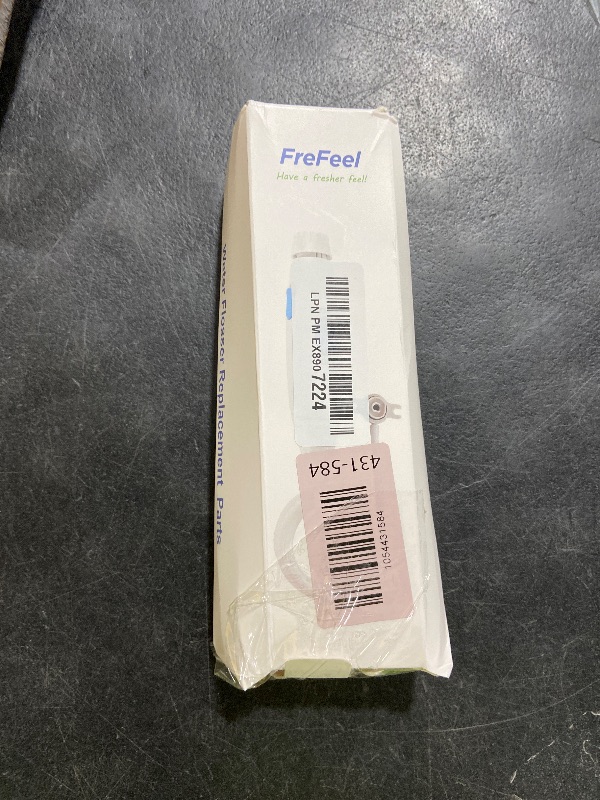 FreFeel
Have a fresher feel!
Water Flosser Replacement Parts
LPN PM EX890 7224
431-584
1054431584